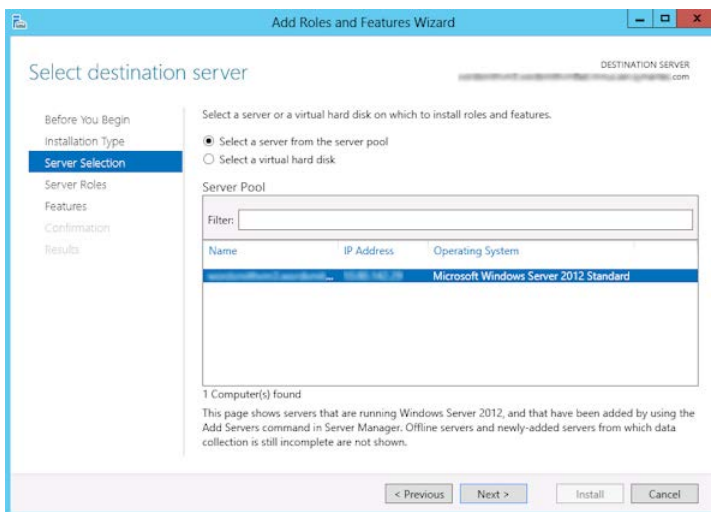 Add Roles and Features Wizard
Select destination server
DESTINATION SERVER
.com
Before You Begin
Installation Type
Server Selection
Server Roles
Features
Confirmation
Results
Select a server or a virtual hard disk on which to install roles and features.
Select a server from the server pool
Select a virtual hard disk
Server Pool
Filter:
Name IP Address Operating System
Microsoft Windows Server 2012 Standard
1 Computer(s) found
This page shows servers that are running Windows Server 2012, and that have been added by using the
Add Servers command in Server Manager. Offline servers and newly-added servers from which data
collection is still incomplete are not shown.
< Previous Next > Install Cancel